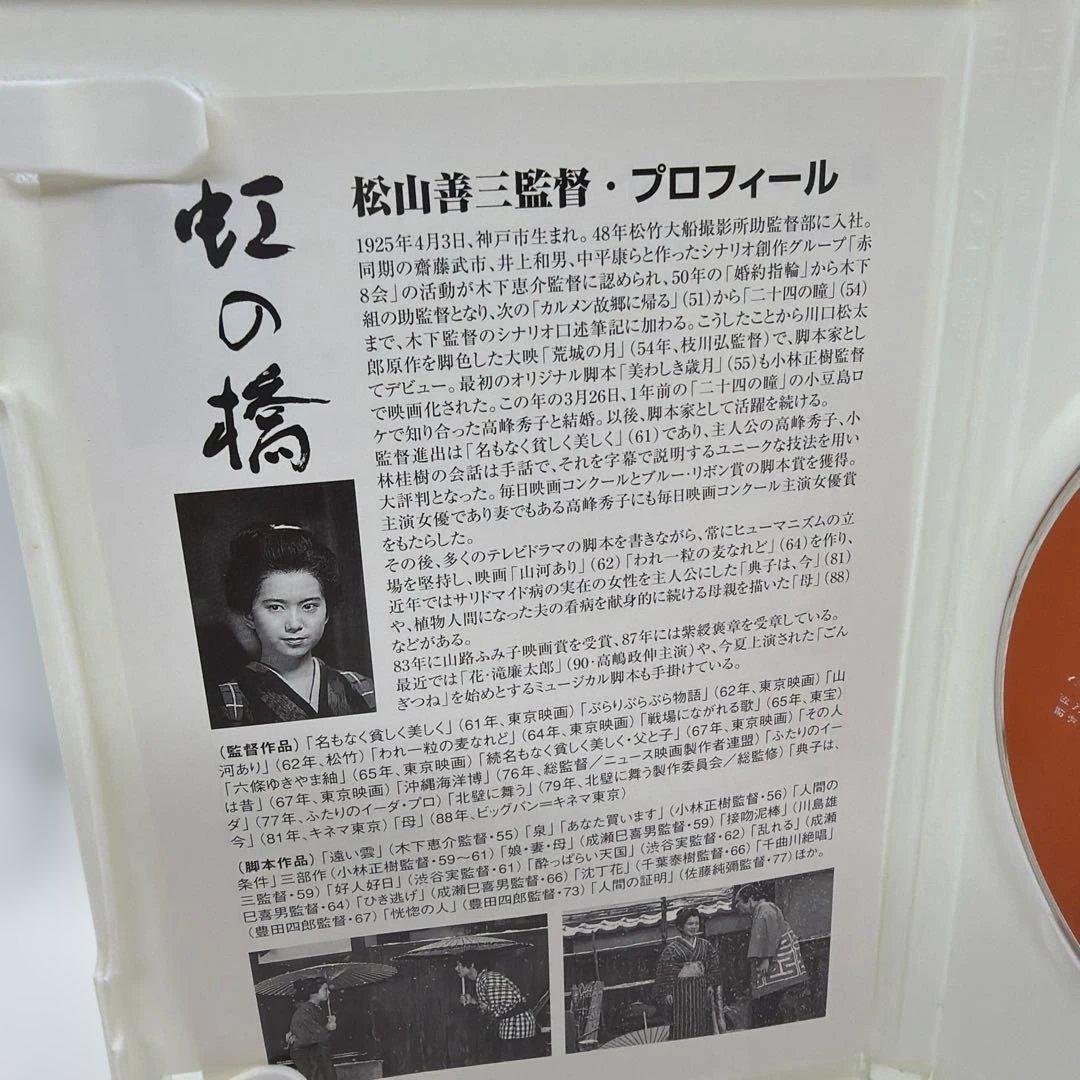 虹の橋
松山善三監督・プロフィール
1925年4月3日、神戸市生まれ。48年松竹大船撮影所助監督部に入社。
同期の齋藤武市、井上和男、中平康らと作ったシナリオ創作グループ「赤
8会」の活動が木下恵介監督に認められ、50年の「婚約指輪」から木下
組の助監督となり、次の「カルメン故郷に帰る」(51)から「二十四の瞳」(54)
まで、木下監督のシナリオ口述筆記に加わる。こうしたことから川口松太
郎原作を脚色した大映「荒城の月」(54年、枝川弘監督)で、脚本家とし
てデビュー。最初のオリジナル脚本「美わしき歳月」(55)も小林正樹監督
で映画化された。この年の3月26日、1年前の「二十四の瞳」の小豆島ロ
ケで知り合った高峰秀子と結婚。以後、脚本家として活躍を続ける。
監督進出は「名もなく貧しく美しく」(61)であり、主人公の高峰秀子、小
林桂樹の会話は手話で、それを字幕で説明するユニークな技法を用い
大評判となった。毎日映画コンクールとブルー・リボン賞の脚本賞を獲得。
主演女優であり妻でもある高峰秀子にも毎日映画コンクール主演女優賞
をもたらした。
その後、多くのテレビドラマの脚本を書きながら、常にヒューマニズムの立
場を堅持し、映画「山河あり」(62)「われ一粒の麦なれど」(64)を作り、
近年ではサリドマイド病の実在の女性を主人公にした「典子は、今」(81)
や、植物人間になった夫の看病を献身的に続ける母親を描いた「母」(88)
などがある。
83年に山路ふみ子映画賞を受賞、87年には紫綬褒章を受章している。
最近では「花・滝廉太郎」(90・高嶋政伸主演)や、今夏上演された「ごん
ぎつね」を始めとするミュージカル脚本も手掛けている。
(監督作品)「名もなく貧しく美しく」(61年、東京映画)「ぶらりぶらぶら物語」(62年、東京映画)「山
河あり」(62年、松竹)「われ一粒の麦なれど」(64年、東京映画)「戦場にながれる歌」(65年、東宝)
「六條ゆきやま紬」(65年、東京映画)「続名もなく貧しく美しく・父と子」(67年、東京映画)「その人
は昔」(67年、東京映画)「沖縄海洋博」(76年、総監督/ニュース映画製作者連盟)「ふたりのイー
ダ」(77年、ふたりのイーダ・プロ)「北壁に舞う」(79年、北壁に舞う製作委員会/総監修)「典子は、
今」(81年、キネマ東京)「母」(88年、ビッグバン=キネマ東京)
(脚本作品)「遠い雲」(木下恵介監督・55)「泉」「あなた買います」(小林正樹監督・56)「人間の
条件」三部作(小林正樹監督・59〜61)「娘・妻・母」(成瀬巳喜男監督・59)「接吻泥棒」(川島雄
三監督・59)「好人好日」(渋谷実監督・61)「酔っぱらい天国」(渋谷実監督・62)「乱れる」(成瀬
巳喜男監督・64)「ひき逃げ」(成瀬巳喜男監督・66)「沈丁花」(千葉泰樹監督・66)「千曲川絶唱」
(豊田四郎監督・67)「恍惚の人」(豊田四郎監督・73)「人間の証明」(佐藤純彌監督・77)ほか。